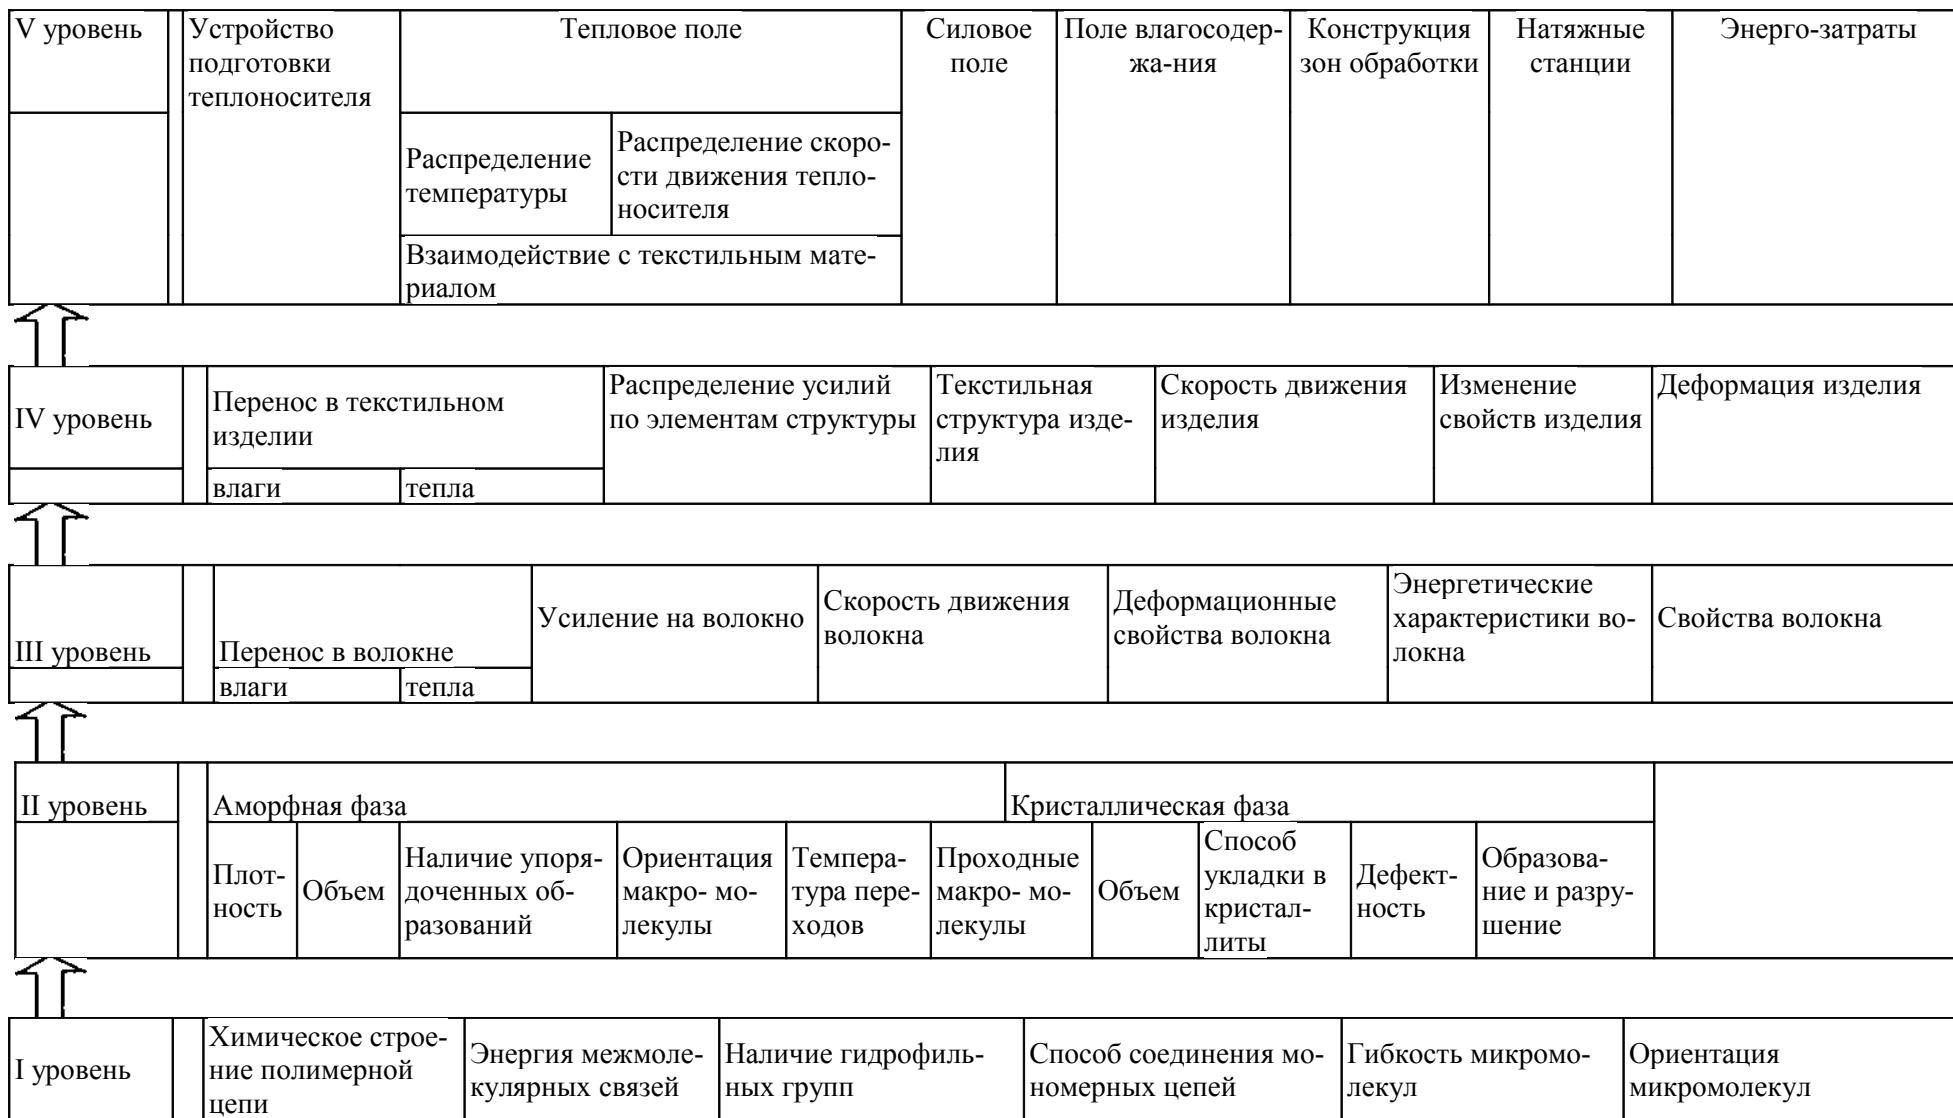 V уровень
Устройство
подготовки
теплоносителя
Тепловое поле
Силовое
поле
Поле влагосодер-
жа-ния
Конструкция
зон обработки
Натяжные
станции
Энерго-затраты
Распределение
температуры
Распределение скоро-
сти движения тепло-
носителя
Взаимодействие с текстильным мате-
риалом
IV уровень
Перенос в текстильном
изделии
влаги
тепла
Распределение усилий
по элементам структуры
Текстильная
структура изде-
лия
Скорость движения
изделия
Изменение
свойств изделия
Деформация изделия
III уровень
Перенос в волокне
влаги
тепла
Усиление на волокно
Скорость движения
волокна
Деформационные
свойства волокна
Энергетические
характеристики во-
локна
Свойства волокна
II уровень
Аморфная фаза
Кристаллическая фаза
Плот-
ность
Объем
Наличие упоря-
доченных об-
разований
Ориентация
макро- мо-
лекулы
Темпера-
тура пере-
ходов
Проходные
макро- мо-
лекулы
Объем
Способ
укладки в
кристал-
литы
Дефект-
ность
Образова-
ние и разру-
шение
I уровень
Химическое строе-
ние полимерной
цепи
Энергия межмоле-
кулярных связей
Наличие гидрофиль-
ных групп
Способ соединения мо-
номерных цепей
Гибкость микромо-
лекул
Ориентация
микромолекул